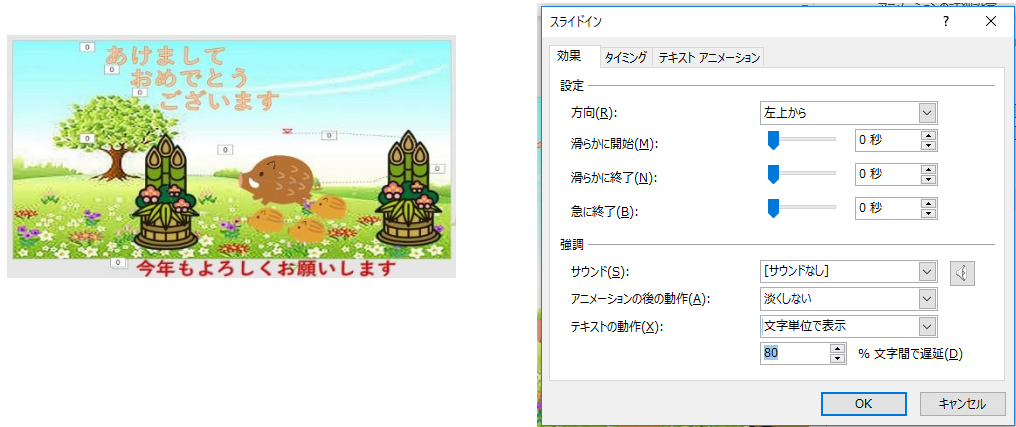 0
あけまして
0
おめでとう
0
ございます
0
0
0
0
0
今年もよろしくお願いします
スライドイン
?
効果
タイミング
テキスト アニメーション
設定
方向(R):
左上から
滑らかに開始(M):
0 秒
滑らかに終了(N):
0 秒
急に終了(B):
0 秒
強調
サウンド(S):
[サウンドなし]
アニメーションの後の動作(A):
淡くしない
テキストの動作(X):
文字単位で表示
80
% 文字間で遅延(D)
OK
キャンセル